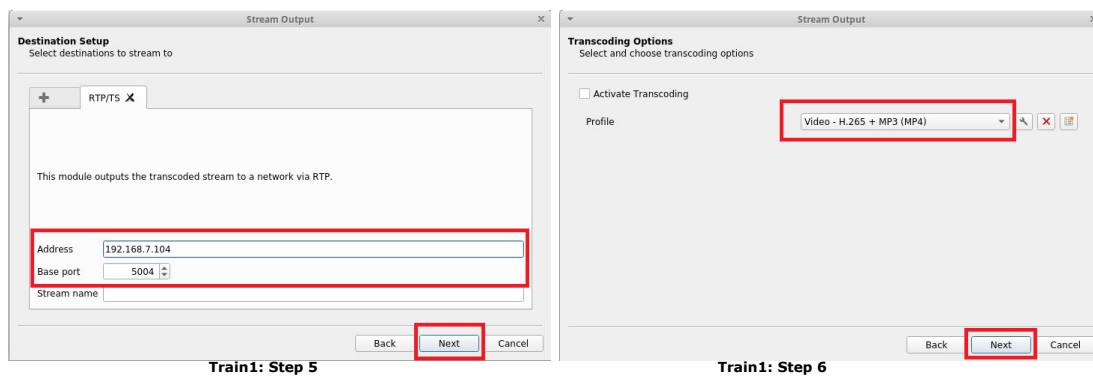 Stream Output
Destination Setup
Select destinations to stream to
RTP/TS
This module outputs the transcoded stream to a network via RTP.
Address 192.168.7.104
Base port 5004
Stream name
Back Next Cancel
Train1: Step 5
Stream Output
Transcoding Options
Select and choose transcoding options
Activate Transcoding
Profile Video - H.265 + MP3 (MP4)
Back Next Cancel
Train1: Step 6